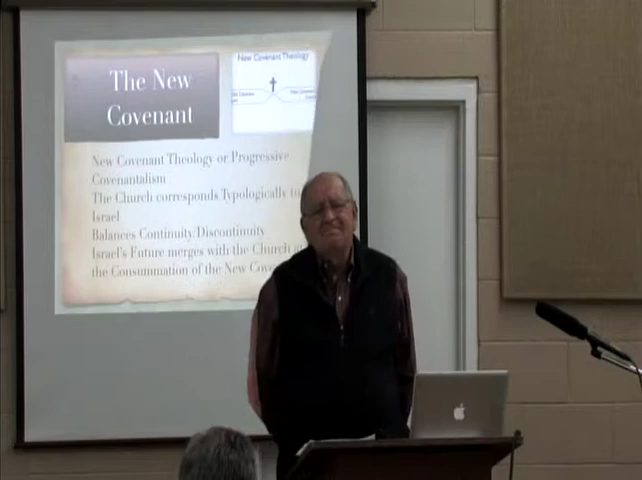 The New
Covenant
New Covenant Theology
New Covenant Theology or Progressive
Covenantalism
The Church corresponds Typologically to
Israel
Balances Continuity/Discontinuity
Israel's Future merges with the Church at
the Consummation of the New